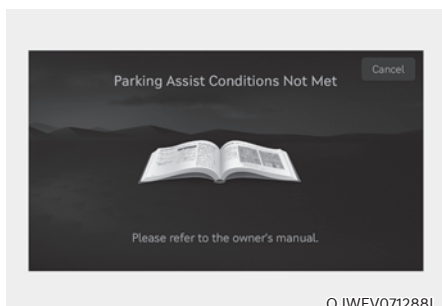 Cancel
Parking Assist Conditions Not Met
Please refer to the owner's manual.
OJWEV071288L